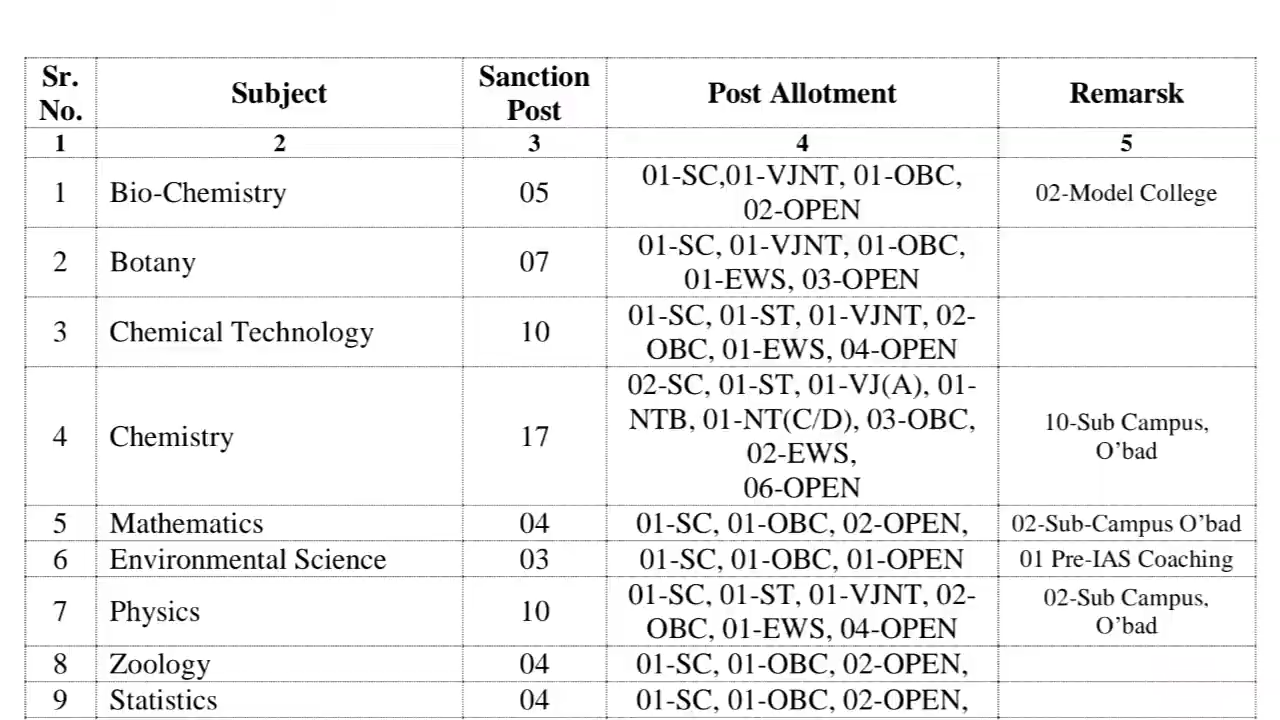 Sr. No. Subject Sanction Post Post Allotment Remarsk
1 2 3 4 5
1 Bio-Chemistry 05 01-SC,01-VJNT, 01-OBC,
02-OPEN 02-Model College
2 Botany 07 01-SC, 01-VJNT, 01-OBC,
01-EWS, 03-OPEN
3 Chemical Technology 10 01-SC, 01-ST, 01-VJNT, 02-
OBC, 01-EWS, 04-OPEN
4 Chemistry 17 02-SC, 01-ST, 01-VJ(A), 01-
NTB, 01-NT(C/D), 03-OBC,
02-EWS,
06-OPEN 10-Sub Campus,
O’bad
5 Mathematics 04 01-SC, 01-OBC, 02-OPEN, 02-Sub-Campus O’bad
6 Environmental Science 03 01-SC, 01-OBC, 01-OPEN 01 Pre-IAS Coaching
7 Physics 10 01-SC, 01-ST, 01-VJNT, 02-
OBC, 01-EWS, 04-OPEN 02-Sub Campus,
O’bad
8 Zoology 04 01-SC, 01-OBC, 02-OPEN,
9 Statistics 04 01-SC, 01-OBC, 02-OPEN,